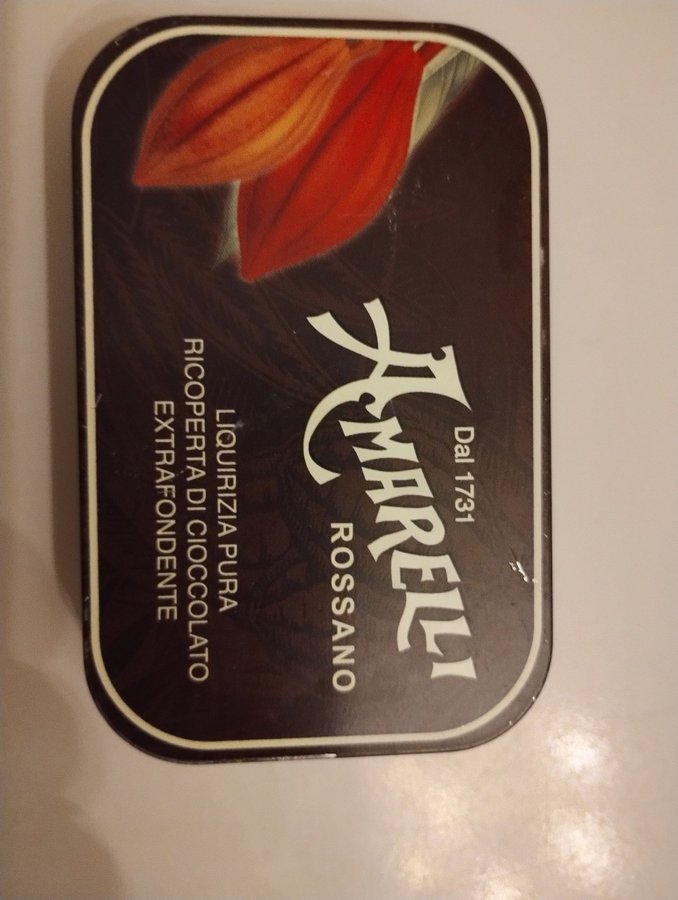 Dal 1731
AMARELLI
ROSSANO
LIQUIRIZIA PURA
RICOPERTA DI CIOCCOLATO
EXTRAFONDENTE